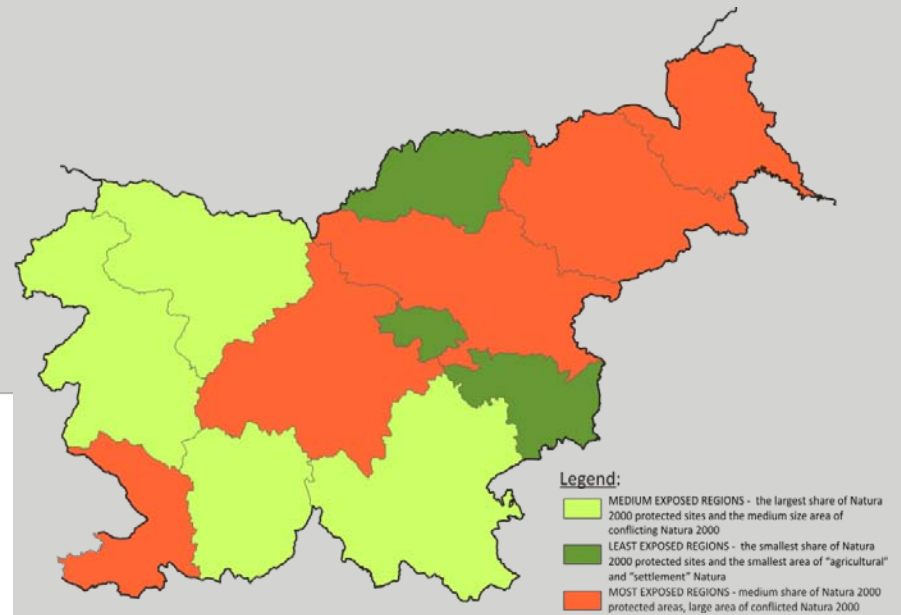 Legend:
MEDIUM EXPOSED REGIONS - the largest share of Natura
2000 protected sites and the medium size area of
conflicting Natura 2000
LEAST EXPOSED REGIONS - the smallest share of Natura
2000 protected sites and the smallest area of "agricultural"
and "settlement" Natura
MOST EXPOSED REGIONS - medium share of Natura 2000
protected areas, large area of conflicted Natura 2000